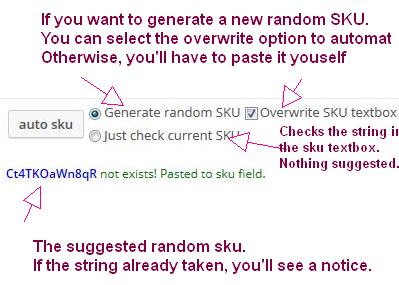 If you want to generate a new random SKU.
You can select the overwrite option to automat
Otherwise, you'll have to paste it youself
auto sku
Generate random SKU
Overwrite SKU textbox
Just check current SKU
Checks the string in
the sku textbox.
Nothing suggested.
Ct4TKOaWn8qR not exists! Pasted to sku field.
The suggested random sku.
If the string already taken, you'll see a notice.